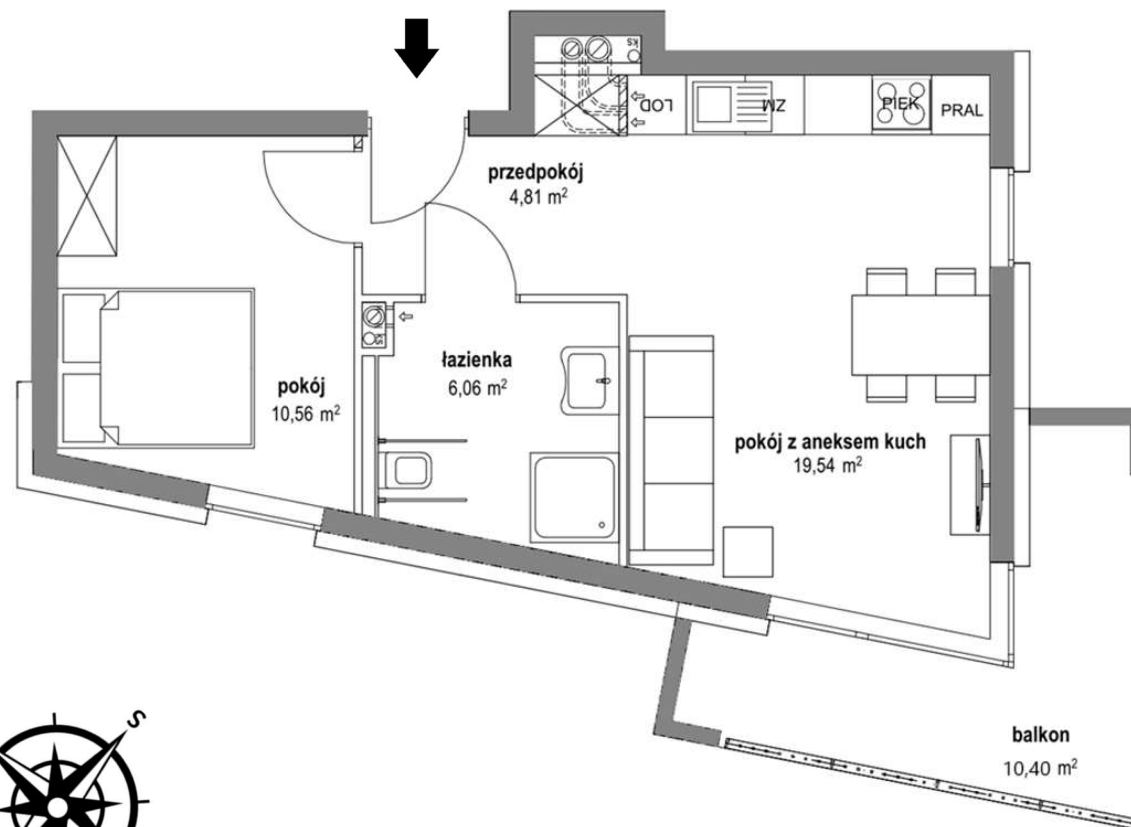 KS
LOD
ZM
PIEK
PRAL
przedpokój
4,81 m²
KS
łazienka
6,06 m²
pokój
10,56 m²
pokój z aneksem kuch
19,54 m²
S
balkon
10,40 m²